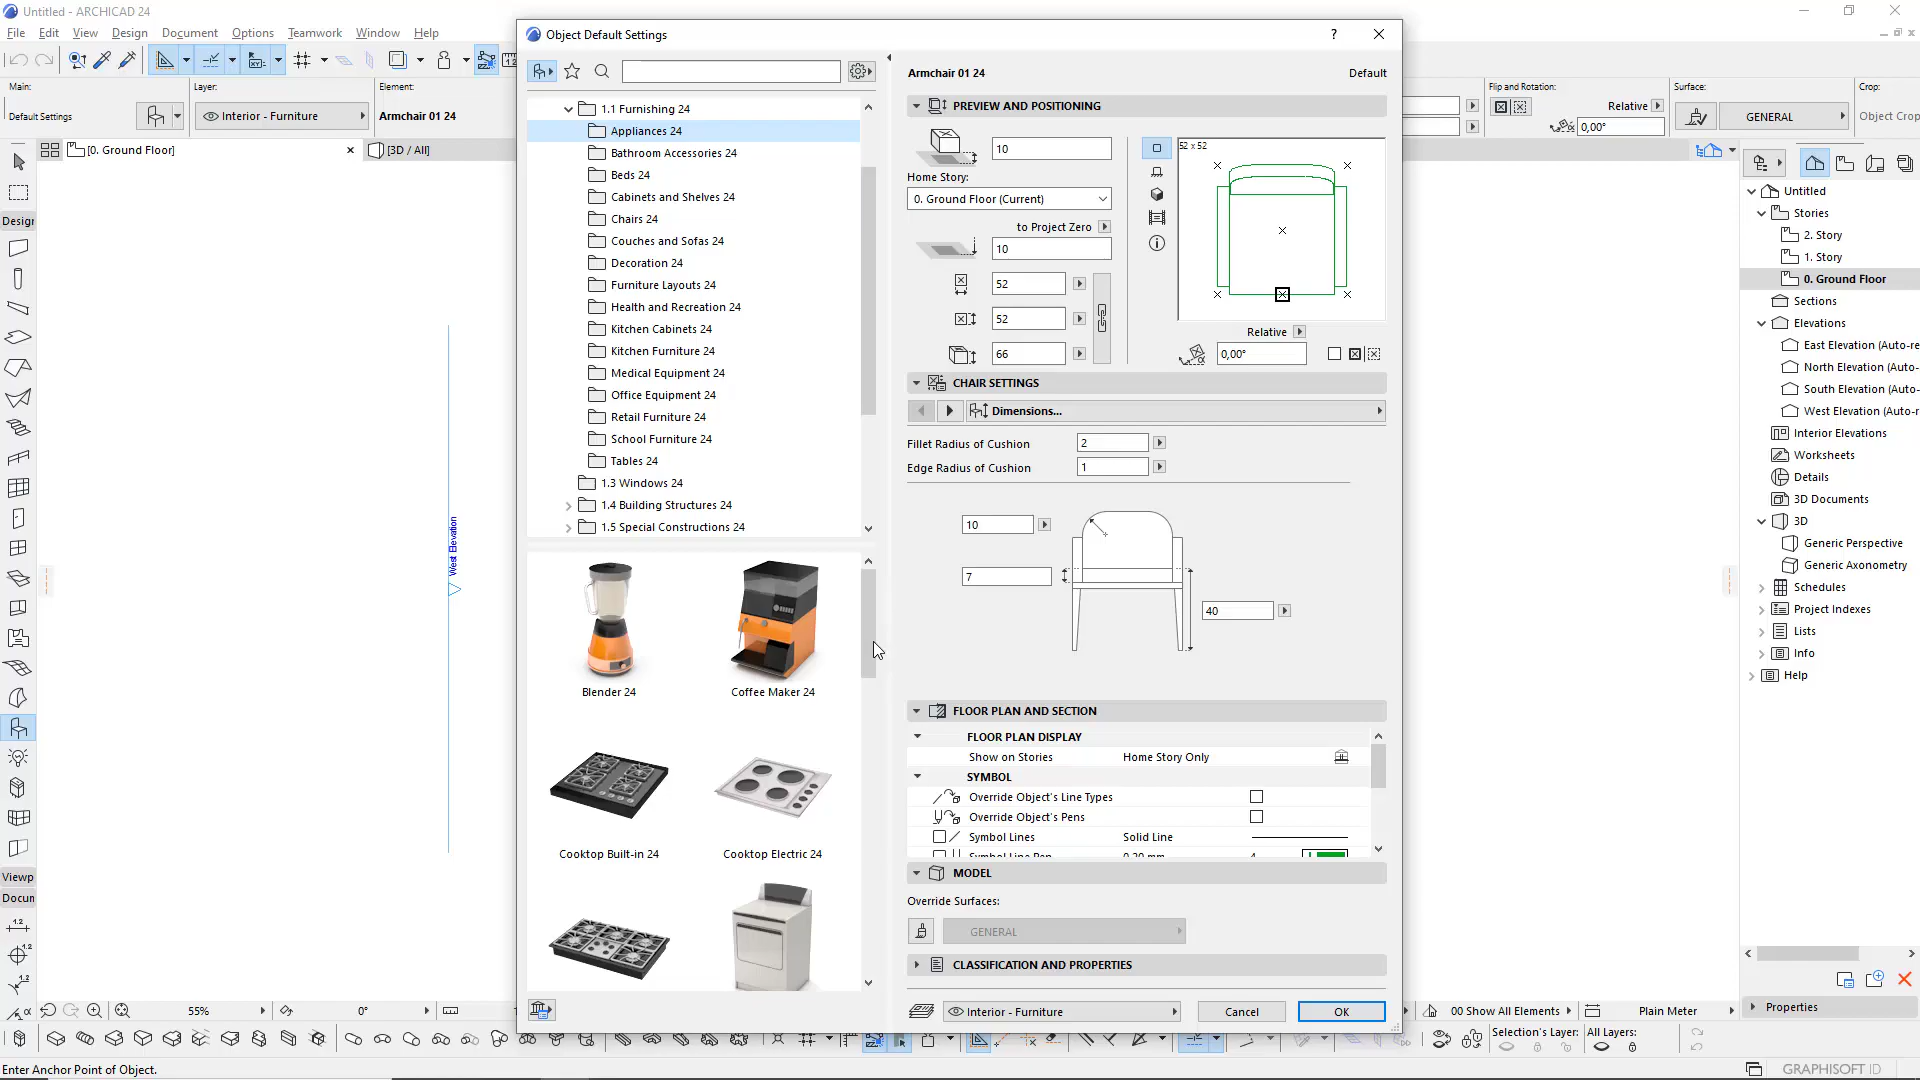 Untitled - ARCHICAD 24
File Edit View Design Document Options Teamwork Window Help
Main:
Default Settings
Layer:
Interior - Furniture
Element:
Armchair 01 24
Flip and Rotation:
Relative
0,00°
Surface:
GENERAL
Crop:
Object Crop
[0. Ground Floor]
[3D / All]
Design
West Elevation
Viewp
Docum
Object Default Settings
1.1 Furnishing 24
Appliances 24
Bathroom Accessories 24
Beds 24
Cabinets and Shelves 24
Chairs 24
Couches and Sofas 24
Decoration 24
Furniture Layouts 24
Health and Recreation 24
Kitchen Cabinets 24
Kitchen Furniture 24
Medical Equipment 24
Office Equipment 24
Retail Furniture 24
School Furniture 24
Tables 24
1.3 Windows 24
1.4 Building Structures 24
1.5 Special Constructions 24
Blender 24
Coffee Maker 24
Cooktop Built-in 24
Cooktop Electric 24
Armchair 01 24
Default
PREVIEW AND POSITIONING
10
Home Story:
0. Ground Floor (Current)
to Project Zero
10
52
52
66
52 x 52
Relative
0,00°
CHAIR SETTINGS
Dimensions...
Fillet Radius of Cushion 2
Edge Radius of Cushion 1
10
7
40
FLOOR PLAN AND SECTION
FLOOR PLAN DISPLAY
Show on Stories Home Story Only
SYMBOL
Override Object's Line Types
Override Object's Pens
Symbol Lines Solid Line
Symbol Line Pen 0.20 mm 4
MODEL
Override Surfaces:
GENERAL
CLASSIFICATION AND PROPERTIES
Interior - Furniture
Cancel
OK
Untitled
Stories
2. Story
1. Story
0. Ground Floor
Sections
Elevations
East Elevation (Auto-re
North Elevation (Auto-
South Elevation (Auto-
West Elevation (Auto-r
Interior Elevations
Worksheets
Details
3D Documents
3D
Generic Perspective
Generic Axonometry
Schedules
Project Indexes
Lists
Info
Help
Properties
55%
0°
00 Show All Elements
Plain Meter
Selection's Layer:
All Layers:
Enter Anchor Point of Object.
GRAPHISOFT ID